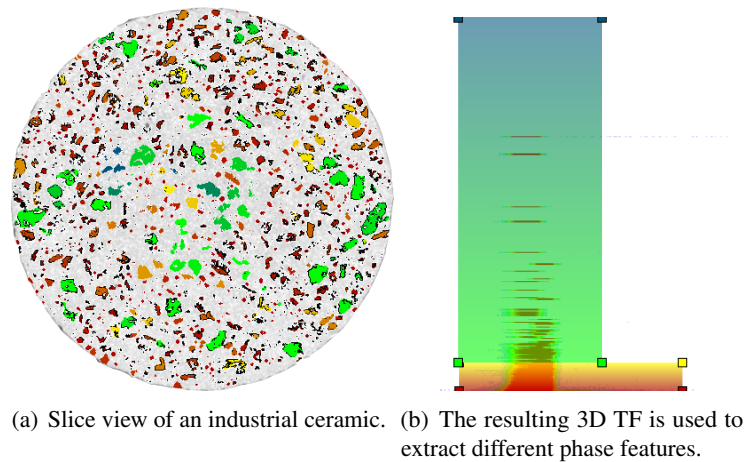 (a) Slice view of an industrial ceramic.
(b) The resulting 3D TF is used to
extract different phase features.